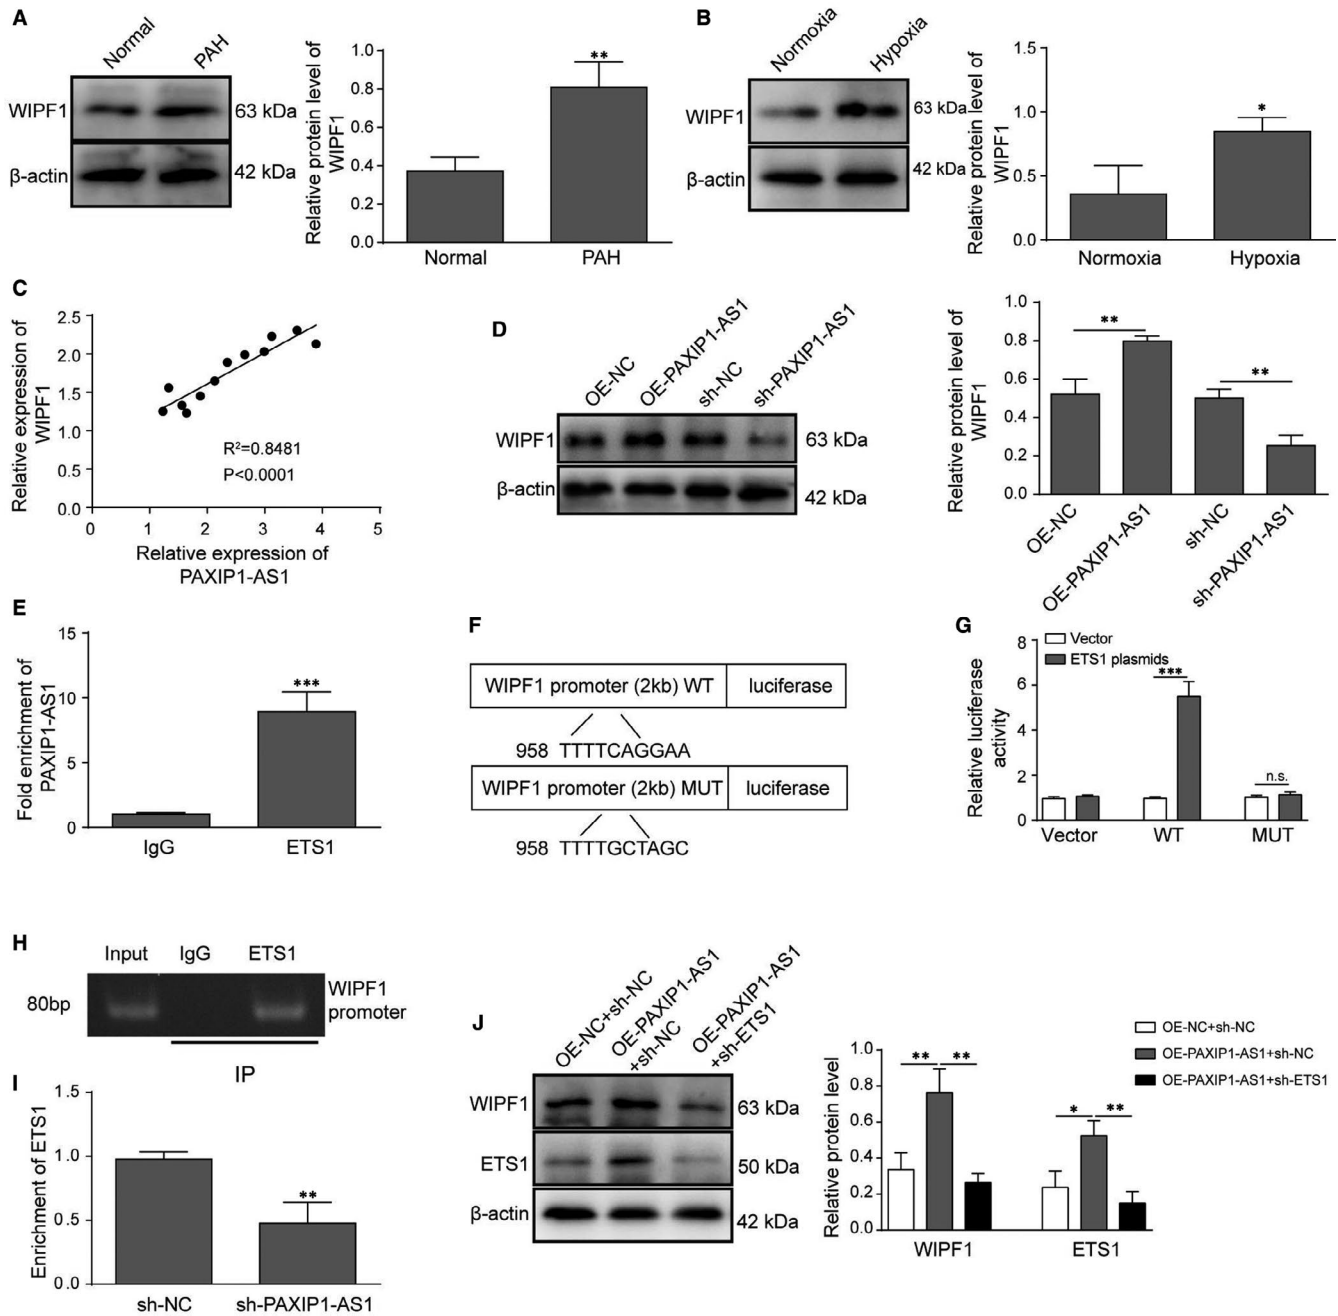 A
Normal
PAH
WIPF1
63 kDa
β-actin
42 kDa
Relative protein level of
WIPF1
1.0
0.8
0.6
0.4
0.2
0.0
**
Normal
PAH
B
Normoxia
Hypoxia
WIPF1
63 kDa
β-actin
42 kDa
Relative protein level of
WIPF1
1.5
1.0
0.5
0.0
*
Normoxia
Hypoxia
C
Relative expression of
WIPF1
2.5
2.0
1.5
1.0
0.5
0.0
R²=0.8481
P<0.0001
0 1 2 3 4 5
Relative expression of
PAXIP1-AS1
D
OE-NC
OE-PAXIP1-AS1
sh-NC
sh-PAXIP1-AS1
WIPF1
63 kDa
β-actin
42 kDa
Relative protein level of
WIPF1
1.0
0.8
0.6
0.4
0.2
0.0
**
**
OE-NC
OE-PAXIP1-AS1
sh-NC
sh-PAXIP1-AS1
E
Fold enrichment of
PAXIP1-AS1
15
10
5
0
***
IgG
ETS1
F
WIPF1 promoter (2kb) WT
luciferase
958 TTTTCAGGAA
WIPF1 promoter (2kb) MUT
luciferase
958 TTTTGCTAGC
G
Vector
ETS1 plasmids
Relative luciferase
activity
8
6
4
2
0
***
n.s.
Vector
WT
MUT
H
Input
IgG
ETS1
80bp
WIPF1
promoter
IP
I
Enrichment of ETS1
1.5
1.0
0.5
0.0
**
sh-NC
sh-PAXIP1-AS1
J
OE-NC+sh-NC
OE-PAXIP1-AS1
+sh-NC
OE-PAXIP1-AS1
+sh-ETS1
WIPF1
63 kDa
ETS1
50 kDa
β-actin
42 kDa
OE-NC+sh-NC
OE-PAXIP1-AS1+sh-NC
OE-PAXIP1-AS1+sh-ETS1
Relative protein level
1.0
0.8
0.6
0.4
0.2
0.0
** **
* **
WIPF1
ETS1